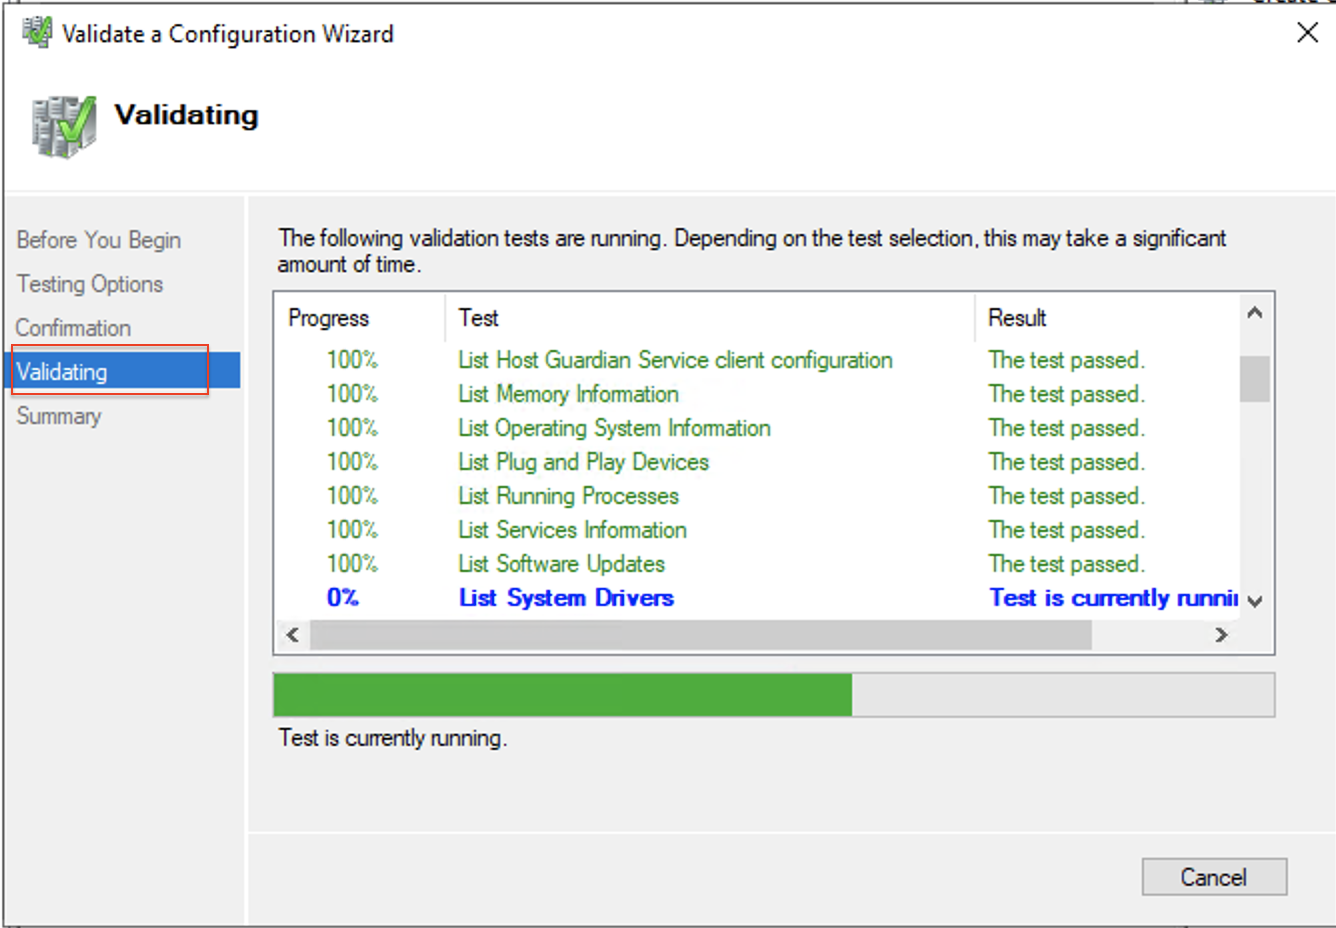 Validate a Configuration Wizard
Validating
Before You Begin
Testing Options
Confirmation
Validating
Summary
The following validation tests are running. Depending on the test selection, this may take a significant
amount of time.
Progress Test Result
100% List Host Guardian Service client configuration The test passed.
100% List Memory Information The test passed.
100% List Operating System Information The test passed.
100% List Plug and Play Devices The test passed.
100% List Running Processes The test passed.
100% List Services Information The test passed.
100% List Software Updates The test passed.
0% List System Drivers Test is currently runnin
Test is currently running.
Cancel